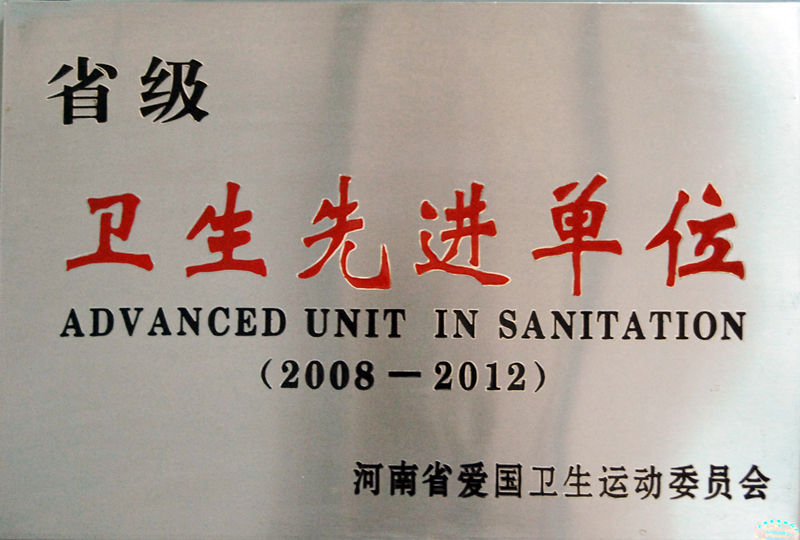 省级
卫生先进单位
ADVANCED UNIT IN SANITATION
(2008—2012)
河南省爱国卫生运动委员会